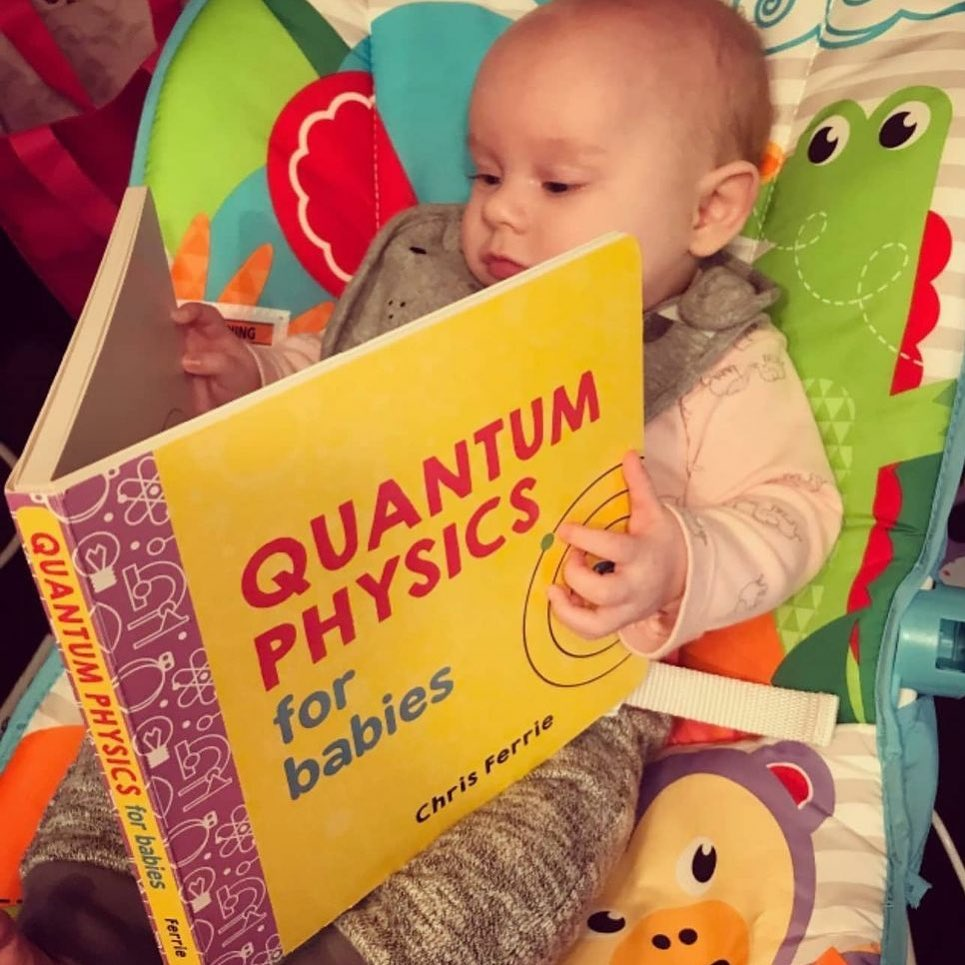 QUANTUM
PHYSICS
for
babies
Chris Ferrie
QUANTUM PHYSICS for babies Ferrie